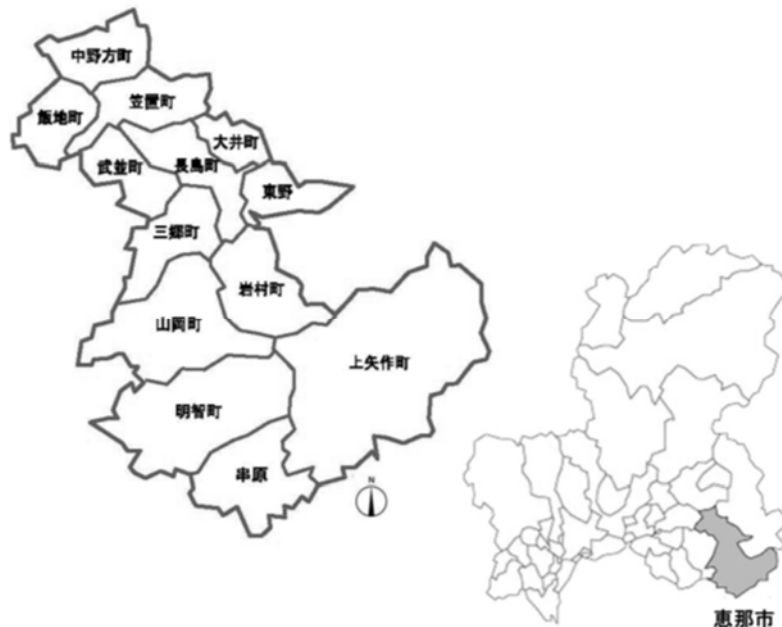 中野方町
笠置町
飯地町
大井町
武並町
長島町
東野
三郷町
岩村町
山岡町
上矢作町
明智町
串原
N
恵那市